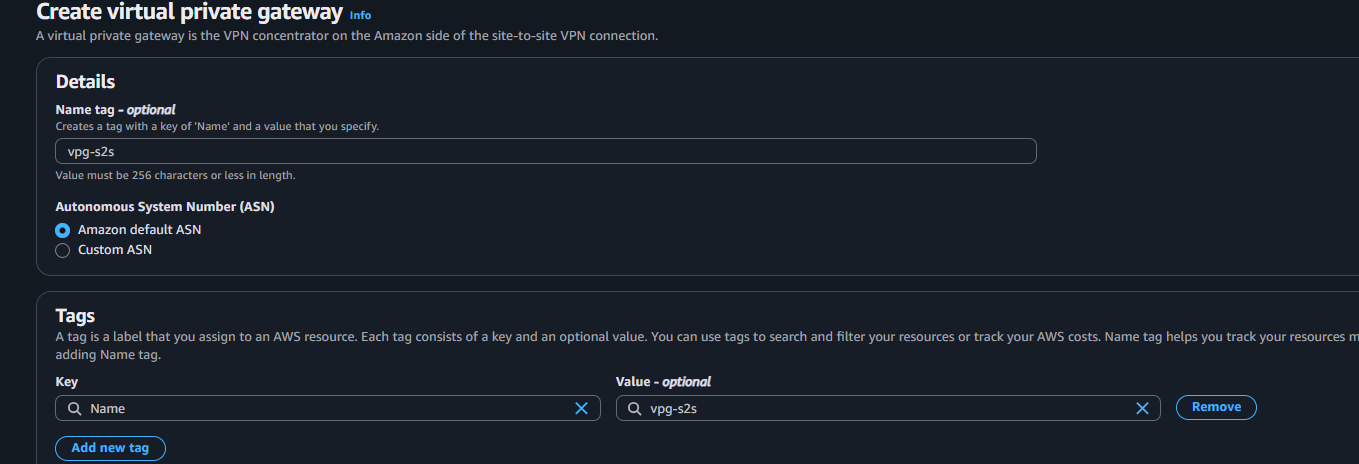 Create virtual private gateway Info
A virtual private gateway is the VPN concentrator on the Amazon side of the site-to-site VPN connection.
Details
Name tag - optional
Creates a tag with a key of 'Name' and a value that you specify.
vpg-s2s
Value must be 256 characters or less in length.
Autonomous System Number (ASN)
Amazon default ASN
Custom ASN
Tags
A tag is a label that you assign to an AWS resource. Each tag consists of a key and an optional value. You can use tags to search and filter your resources or track your AWS costs. Name tag helps you track your resources m
adding Name tag.
Key Value - optional
Name vpg-s2s Remove
Add new tag